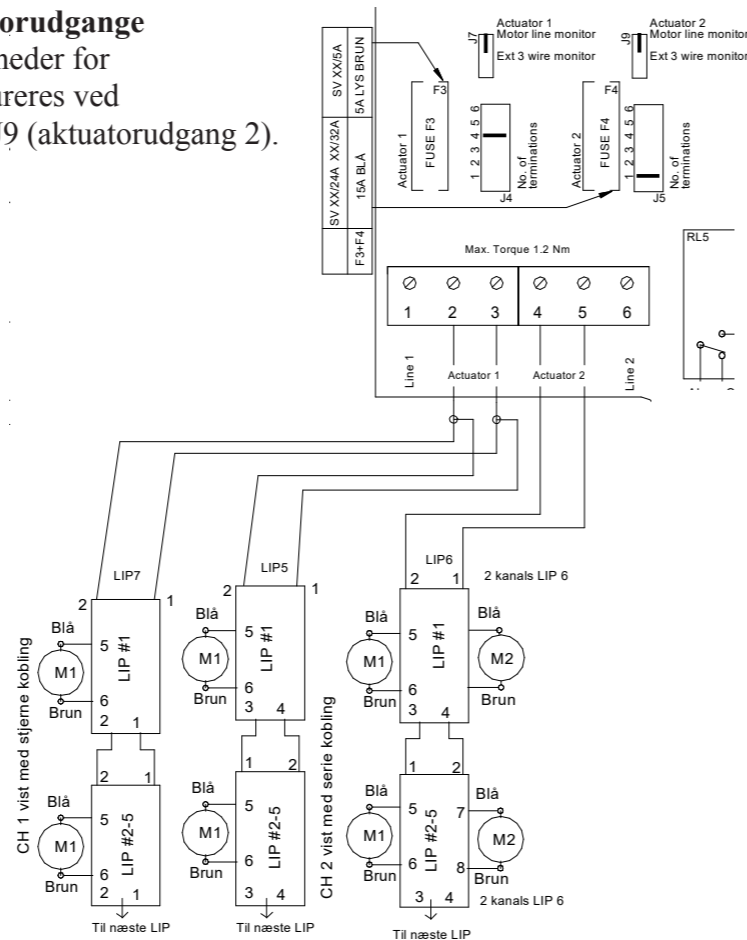 orudgange
neder for
ureres ved
J9 (aktuatorudgang 2).
SV XX/5A
5A LYS BRUN
SV XX/24A XX/32A
15A BLA
F3+F4
Actuator 1
Motor line monitor
Ext 3 wire monitor
J7
Actuator 2
Motor line monitor
Ext 3 wire monitor
J9
Actuator 1
FUSE F3
F3
1 2 3 4 5 6
No. of
terminations
J4
Actuator 2
FUSE F4
F4
1 2 3 4 5 6
No. of
terminations
J5
Max. Torque 1.2 Nm
RL5
1 2 3 4 5 6
Line 1
Actuator 1
Actuator 2
Line 2
LIP7
LIP5
LIP6
2 1
2 1
2 1
2 kanals LIP 6
CH 1 vist med stjerne kobling
Blå
M1
Brun
5
6
LIP #1
2 1
Blå
M1
Brun
5
6
LIP #1
3 4
CH 2 vist med serie kobling
Blå
M1
Brun
5
6
LIP #1
3 4
Blå
M2
Brun
2 1
Blå
M1
Brun
5
6
LIP #2-5
2 1
Til næste LIP
1 2
Blå
M1
Brun
5
6
LIP #2-5
3 4
Til næste LIP
1 2
Blå
M1
Brun
5
6
LIP #2-5
7
8
3 4
Blå
M2
Brun
2 kanals LIP 6
Til næste LIP